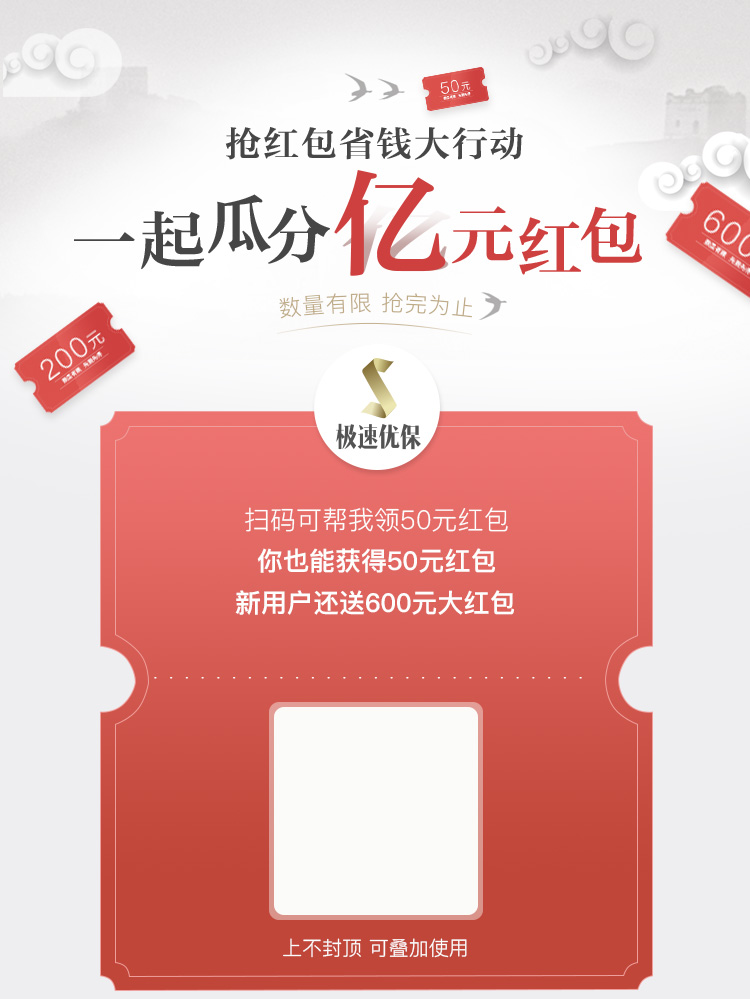 50元
抢红包省钱大行动
一起瓜分亿元红包
600
数量有限 抢完为止
200元
极速优保
扫码可帮我领50元红包
你也能获得50元红包
新用户还送600元大红包
上不封顶 可叠加使用